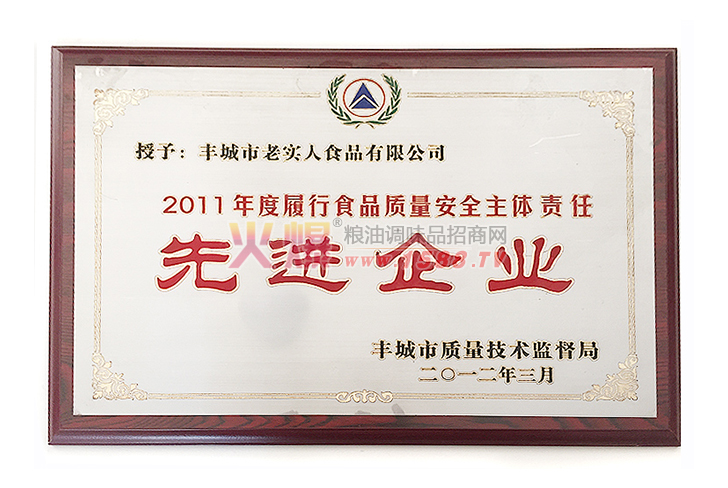 授予：丰城市老实人食品有限公司
2011年度履行食品质量安全主体责任
火爆®粮油调味品招商网
先进企业
丰城市质量技术监督局
二〇一二年三月